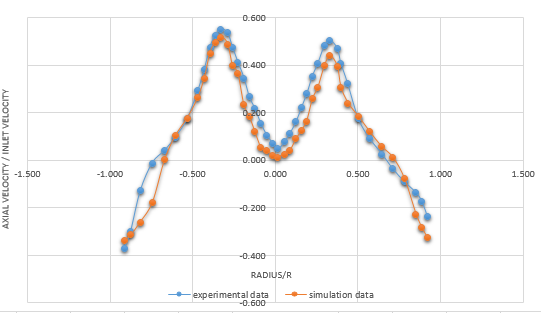 0.600
0.400
0.200
0.000
-1.500 -1.000 -0.500 0.000 0.500 1.000 1.500
-0.200
-0.400
-0.600
AXIAL VELOCITY / INLET VELOCITY
RADIUS/R
experimental data simulation data